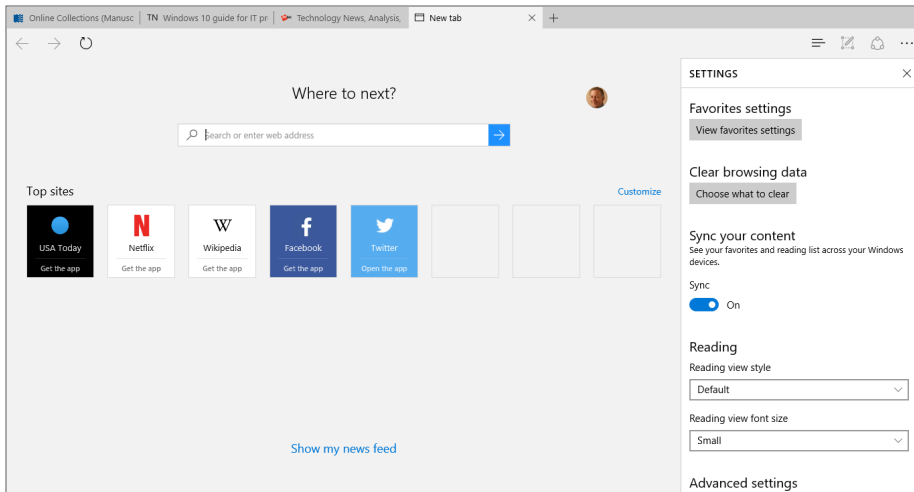 Online Collections (Manusc
TN Windows 10 guide for IT pr
Technology News, Analysis,
New tab
Where to next?
Search or enter web address
Top sites
Customize
USA Today
Get the app
N
Netflix
Get the app
W
Wikipedia
Get the app
f
Facebook
Get the app
Twitter
Open the app
Show my news feed
SETTINGS
Favorites settings
View favorites settings
Clear browsing data
Choose what to clear
Sync your content
See your favorites and reading list across your Windows
devices.
Sync
On
Reading
Reading view style
Default
Reading view font size
Small
Advanced settings